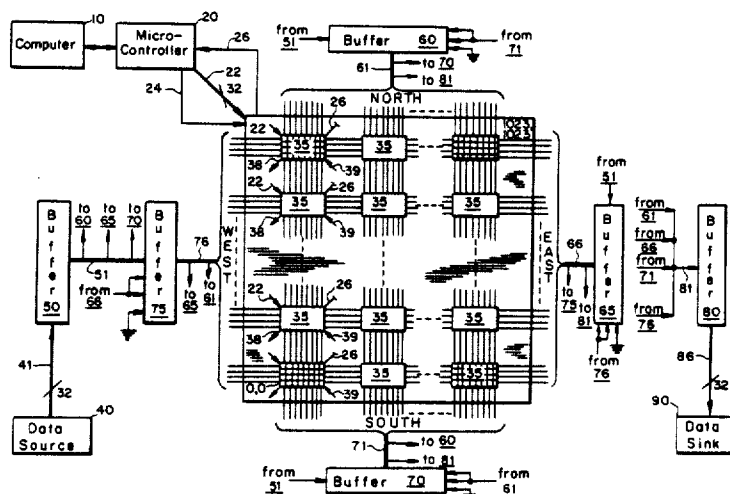 10
Computer
20
Micro-
Controller
26
22
24
32
from
51
Buffer 60
from
71
61
to 70
to 81
NORTH
1023,
1023
22
26
35
35
38
39
22
26
35
35
35
38
39
WEST
EAST
22
26
35
35
35
38
39
26
0,0
35
35
39
SOUTH
to
60
to
65
to
70
Buffer
50
51
from
66
Buffer
75
76
to
65
to
61
41
32
40
Data
Source
66
to
75
to
81
from
51
Buffer
65
from
76
from
61
from
66
from
71
from
76
81
Buffer
80
86
32
90
Data
Sink
71
to 60
to 81
from
51
Buffer 70
from
61